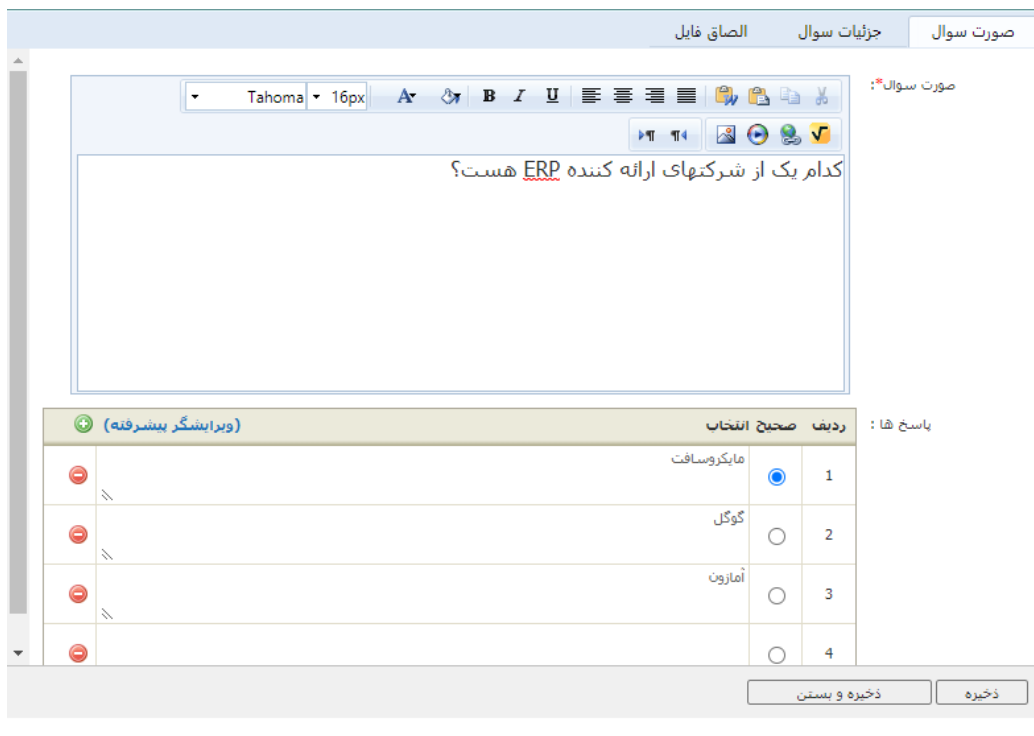 صورت سوال جزئیات سوال الصاق فایل
صورت سوال*:
Tahoma 16px A B I U
کدام یک از شرکتهای ارائه کننده ERP هست؟
پاسخ ها :
ردیف صحیح انتخاب (ویرایشگر پیشرفته)
1 مایکروسافت
2 گوگل
3 آمازون
4
ذخیره ذخیره و بستن